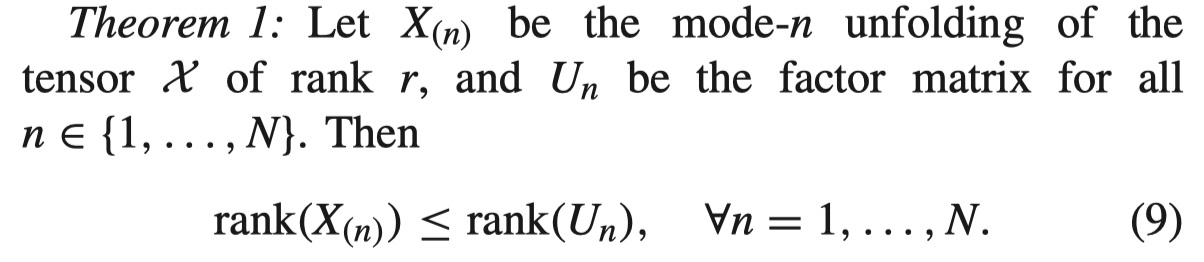 Theorem 1: Let X₍ₙ₎ be the mode-n unfolding of the
tensor 𝒳 of rank r, and Uₙ be the factor matrix for all
n ∈ {1, . . . , N}. Then
rank(X₍ₙ₎) ≤ rank(Uₙ), ∀n = 1, . . . , N. (9)